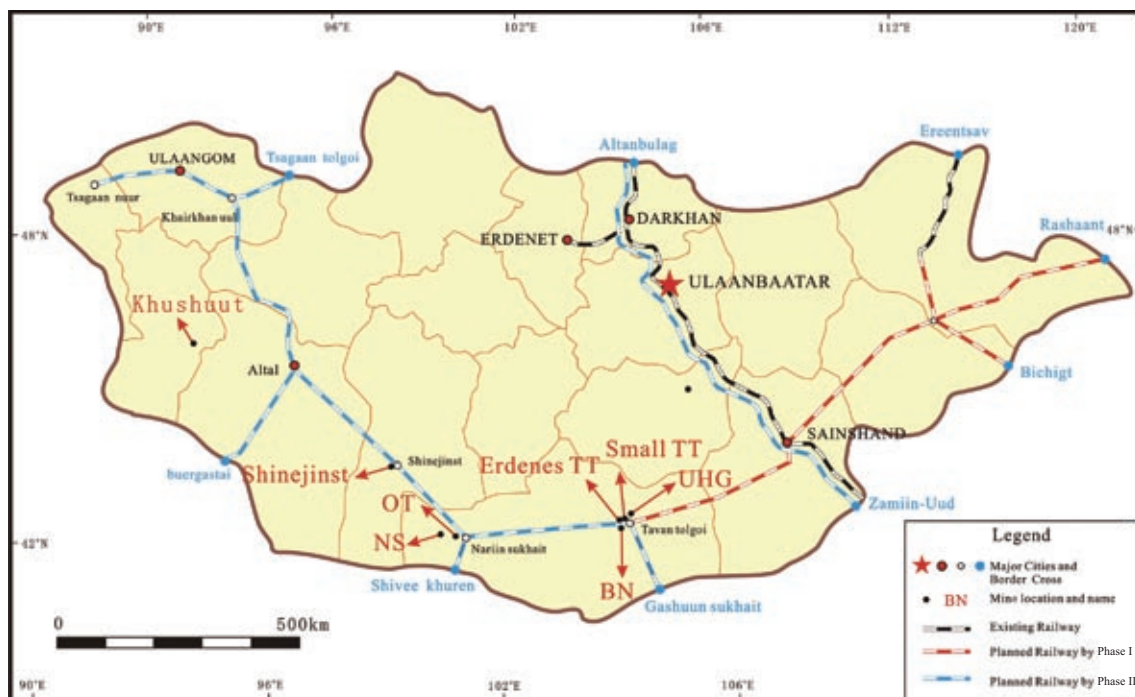 90°E 96°E 102°E 106°E 112°E 120°E
Altanbulag
Ereentsav
ULAANGOM
Tsagaan tolgoi
Tsagaan nuur
Khairkhan uul
DARKHAN
Rashaant
48°N
ERDENET
48°N
ULAANBAATAR
Khushuut
Altal
Bichigt
SAINSHAND
Small TT
Shinejinst
Erdenes TT
buergastai
Shinejinst
UHG
OT
Zamiin-Uud
Tavan tolgoi
Legend
NS
42°N
Nariin sukhait
42°N
Major Cities and
Border Cross
Shivee khuren
BN
Gashuun sukhait
BN Mine location and name
0 500km
Existing Railway
Planned Railway by Phase I
Planned Railway by Phase II
90°E 96°E 102°E 106°E